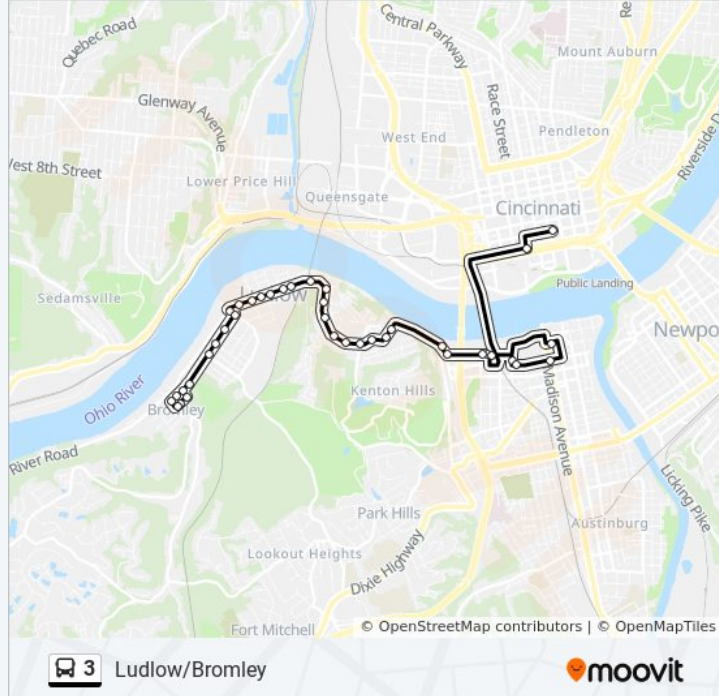 Quebec Road
Central Parkway
Re
Mount Auburn
Glenway Avenue
Race Street
West End
Pendleton
Riverside D
Vest 8th Street
Lower Price Hill
Queensgate
Cincinnati
Sedamsville
Ludlow
Public Landing
Newpo
Ohio River
Bromley
Kenton Hills
Madison Avenue
River Road
Licking Pike
Park Hills
Austinburg
Lookout Heights
Dixie Highway
Fort Mitchell
© OpenStreetMap contributors | © OpenMapTiles
3 Ludlow/Bromley
moovit